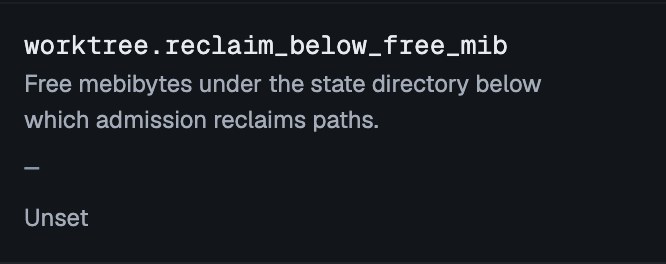 worktree.reclaim_below_free_mib
Free mebibytes under the state directory below
which admission reclaims paths.
—
Unset